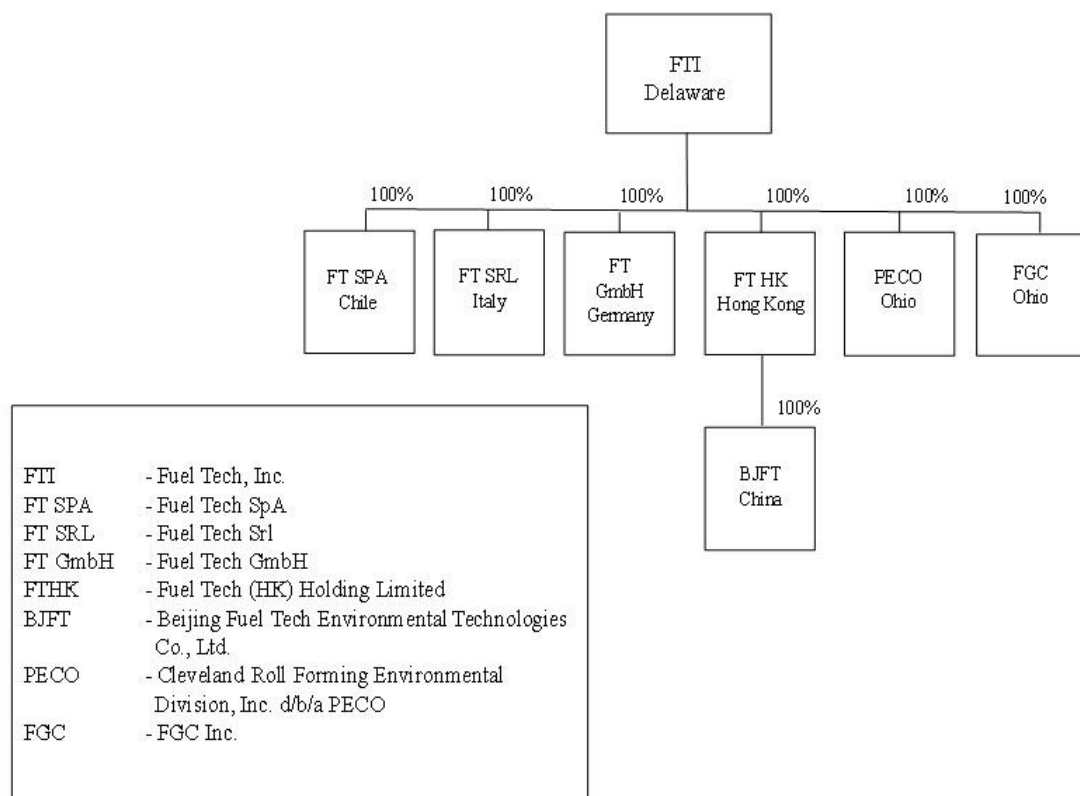 FTI
Delaware
100% 100% 100% 100% 100% 100%
FT SPA
Chile
FT SRL
Italy
FT
GmbH
Germany
FT HK
Hong Kong
PECO
Ohio
FGC
Ohio
100%
BJFT
China
FTI - Fuel Tech, Inc.
FT SPA - Fuel Tech SpA
FT SRL - Fuel Tech Srl
FT GmbH - Fuel Tech GmbH
FTHK - Fuel Tech (HK) Holding Limited
BJFT - Beijing Fuel Tech Environmental Technologies
Co., Ltd.
PECO - Cleveland Roll Forming Environmental
Division, Inc. d/b/a PECO
FGC - FGC Inc.